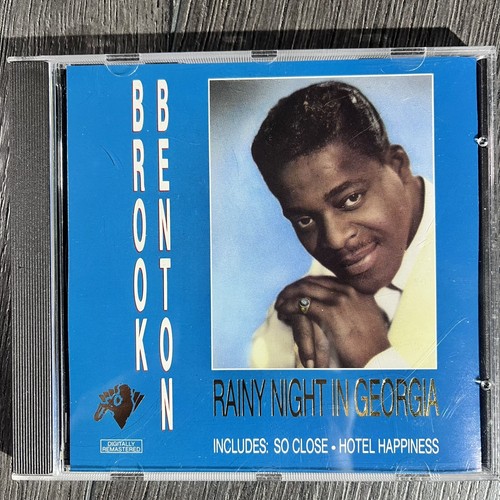 BROOK
BENTON
RAINY NIGHT IN GEORGIA
INCLUDES: SO CLOSE • HOTEL HAPPINESS
DIGITALLY
REMASTERED